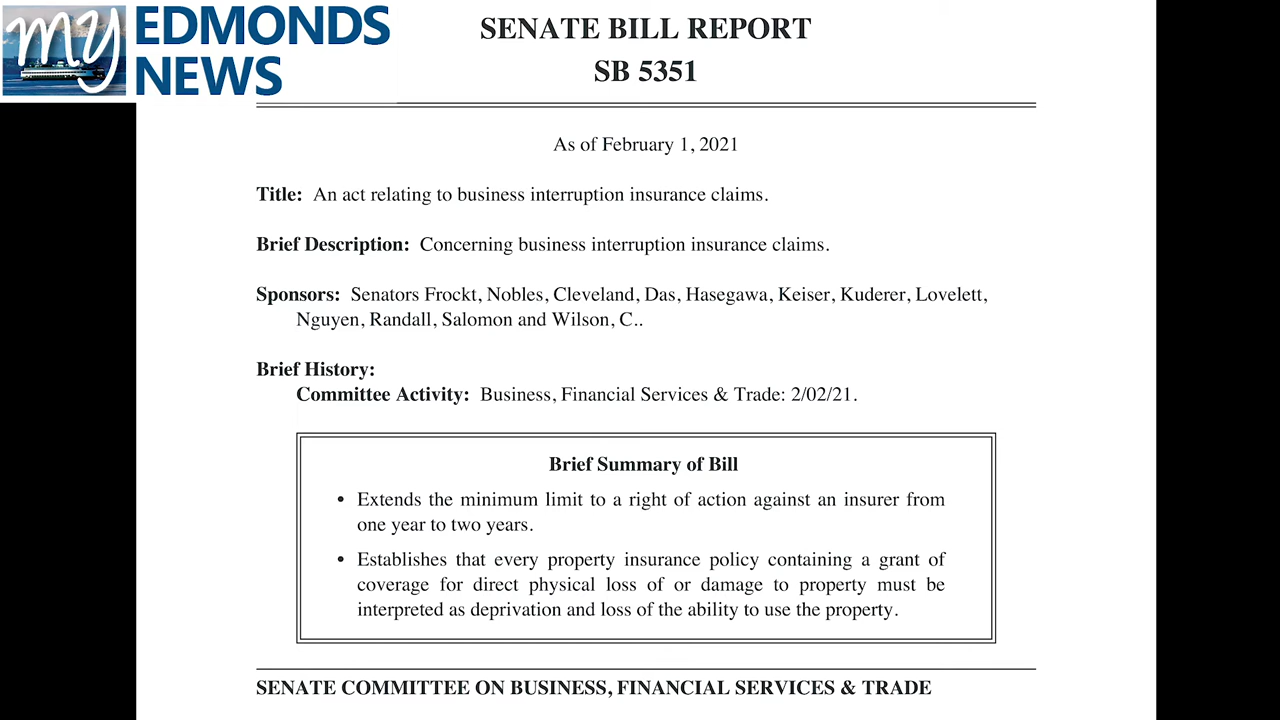 my EDMONDS
NEWS
SENATE BILL REPORT
SB 5351
As of February 1, 2021
Title: An act relating to business interruption insurance claims.
Brief Description: Concerning business interruption insurance claims.
Sponsors: Senators Frockt, Nobles, Cleveland, Das, Hasegawa, Keiser, Kuderer, Lovelett,
Nguyen, Randall, Salomon and Wilson, C..
Brief History:
Committee Activity: Business, Financial Services & Trade: 2/02/21.
Brief Summary of Bill
• Extends the minimum limit to a right of action against an insurer from
one year to two years.
• Establishes that every property insurance policy containing a grant of
coverage for direct physical loss of or damage to property must be
interpreted as deprivation and loss of the ability to use the property.
SENATE COMMITTEE ON BUSINESS, FINANCIAL SERVICES & TRADE